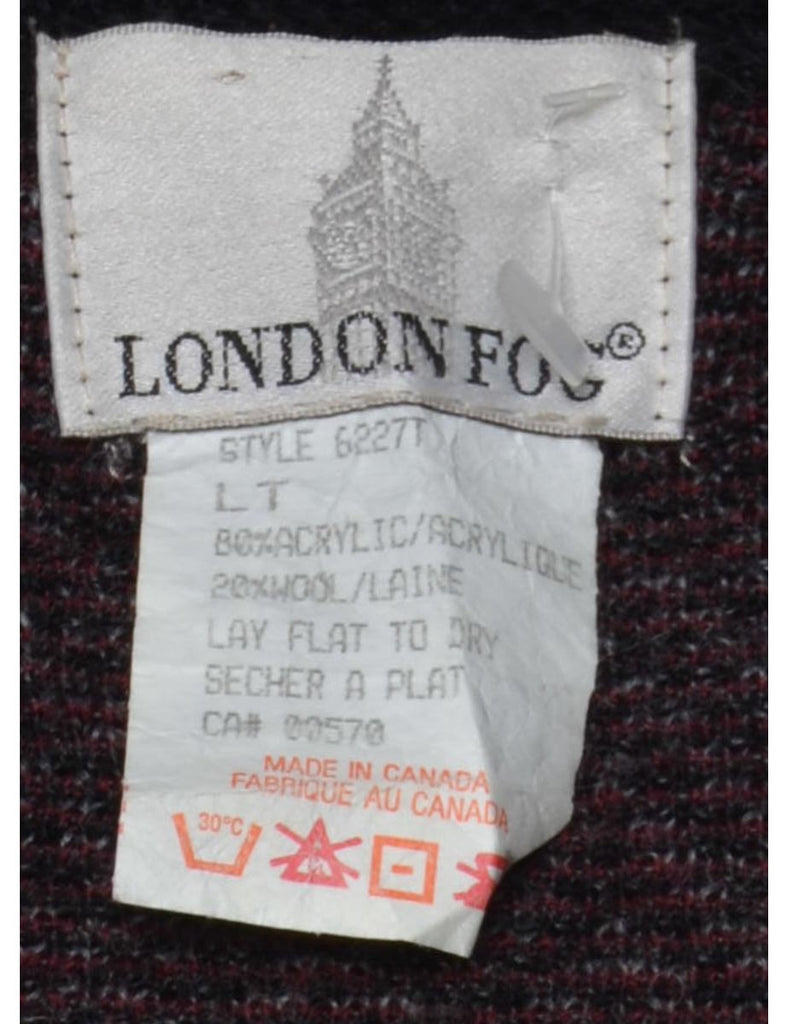 LONDON FOG®
STYLE 6227T
LT
80%ACRYLIC/ACRYLIQUE
20%WOOL/LAINE
LAY FLAT TO DRY
SECHER A PLAT
CA# 00570
MADE IN CANADA
FABRIQUE AU CANADA
30°C